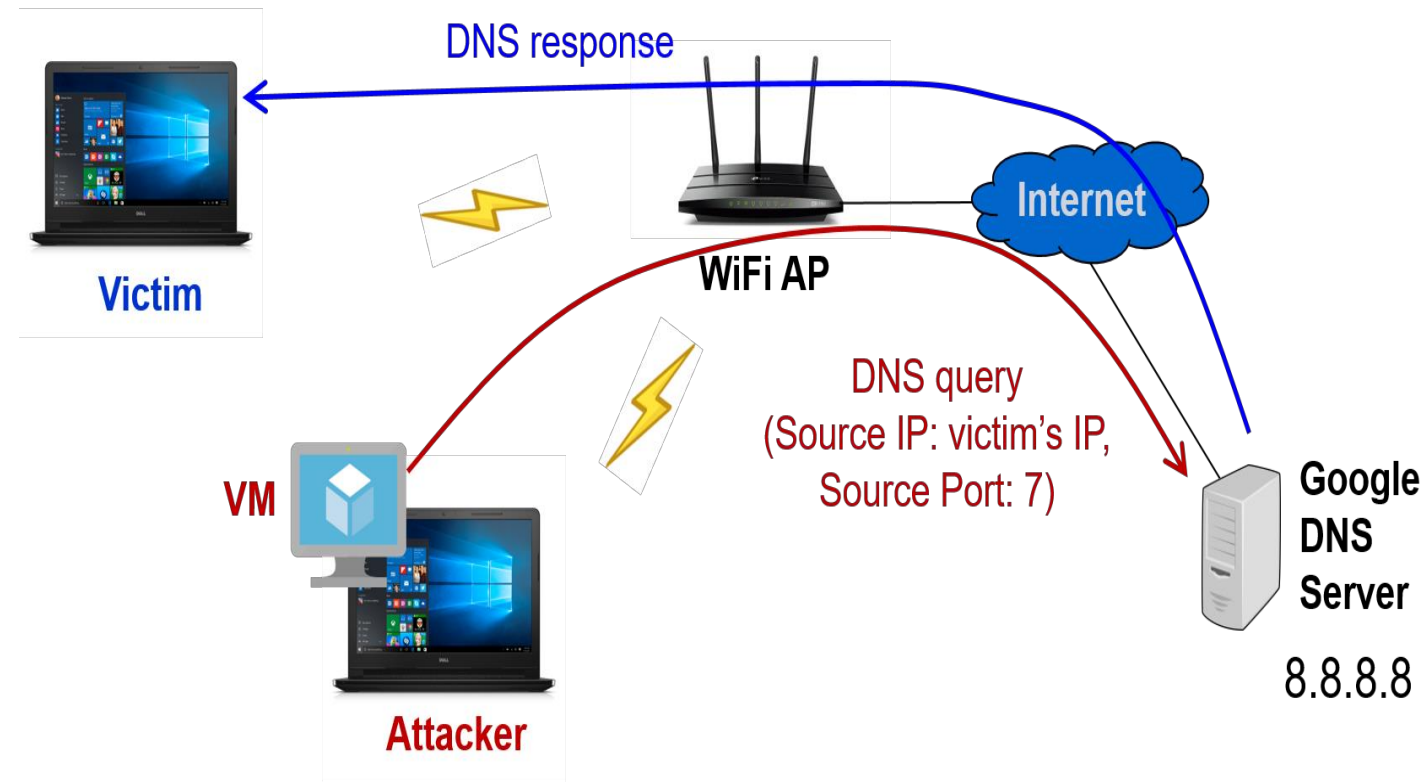 DNS response
Internet
Victim
WiFi AP
DNS query
(Source IP: victim's IP,
Source Port: 7)
VM
Google
DNS
Server
8.8.8.8
Attacker